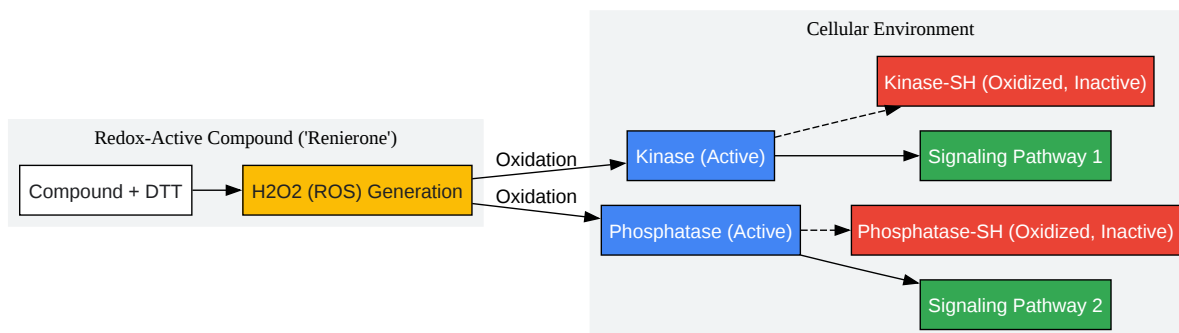 Cellular Environment
Kinase-SH (Oxidized, Inactive)
Redox-Active Compound ('Renierone')
Oxidation
Kinase (Active)
Signaling Pathway 1
Compound + DTT
H2O2 (ROS) Generation
Oxidation
Phosphatase (Active)
Phosphatase-SH (Oxidized, Inactive)
Signaling Pathway 2